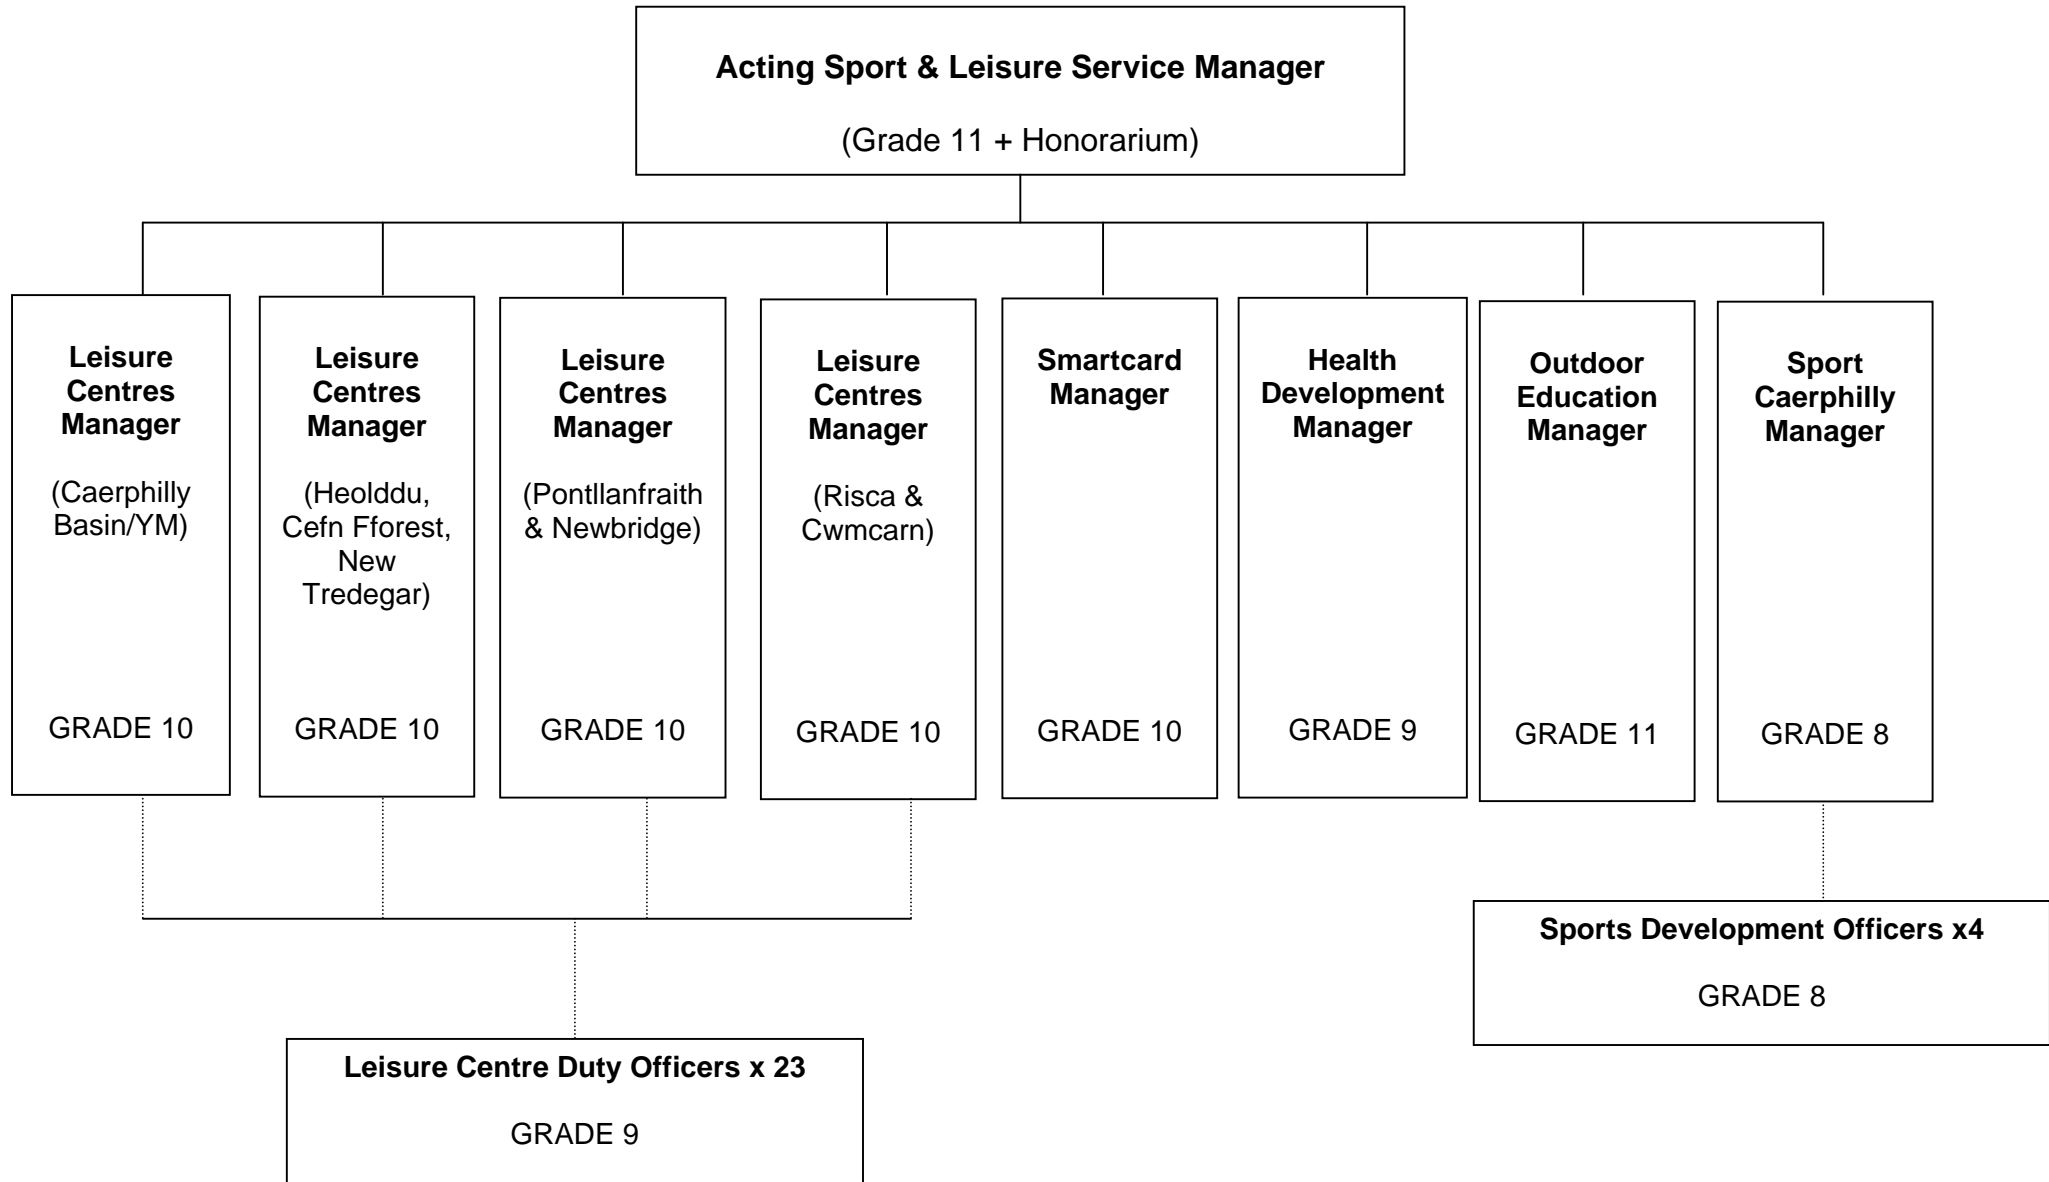 Acting Sport & Leisure Service Manager
(Grade 11 + Honorarium)
Leisure
Centres
Manager
(Caerphilly
Basin/YM)
GRADE 10
Leisure
Centres
Manager
(Heolddu,
Cefn Fforest,
New
Tredegar)
GRADE 10
Leisure
Centres
Manager
(Pontllanfraith
& Newbridge)
GRADE 10
Leisure
Centres
Manager
(Risca &
Cwmcarn)
GRADE 10
Smartcard
Manager
GRADE 10
Health
Development
Manager
GRADE 9
Outdoor
Education
Manager
GRADE 11
Sport
Caerphilly
Manager
GRADE 8
Sports Development Officers x4
GRADE 8
Leisure Centre Duty Officers x 23
GRADE 9